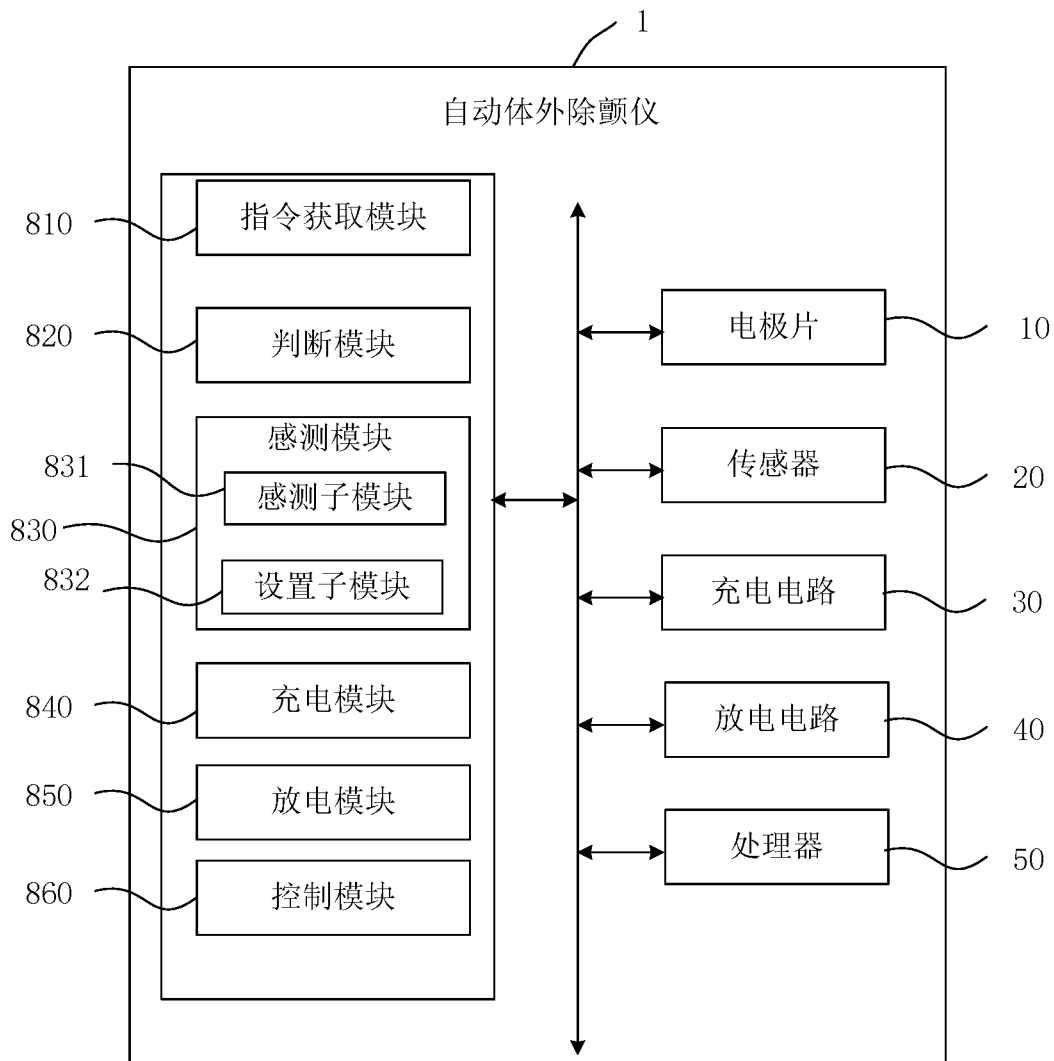 1
自动体外除颤仪
810
指令获取模块
820
判断模块
感测模块
831
感测子模块
830
832
设置子模块
840
充电模块
850
放电模块
860
控制模块
电极片
10
传感器
20
充电电路
30
放电电路
40
处理器
50